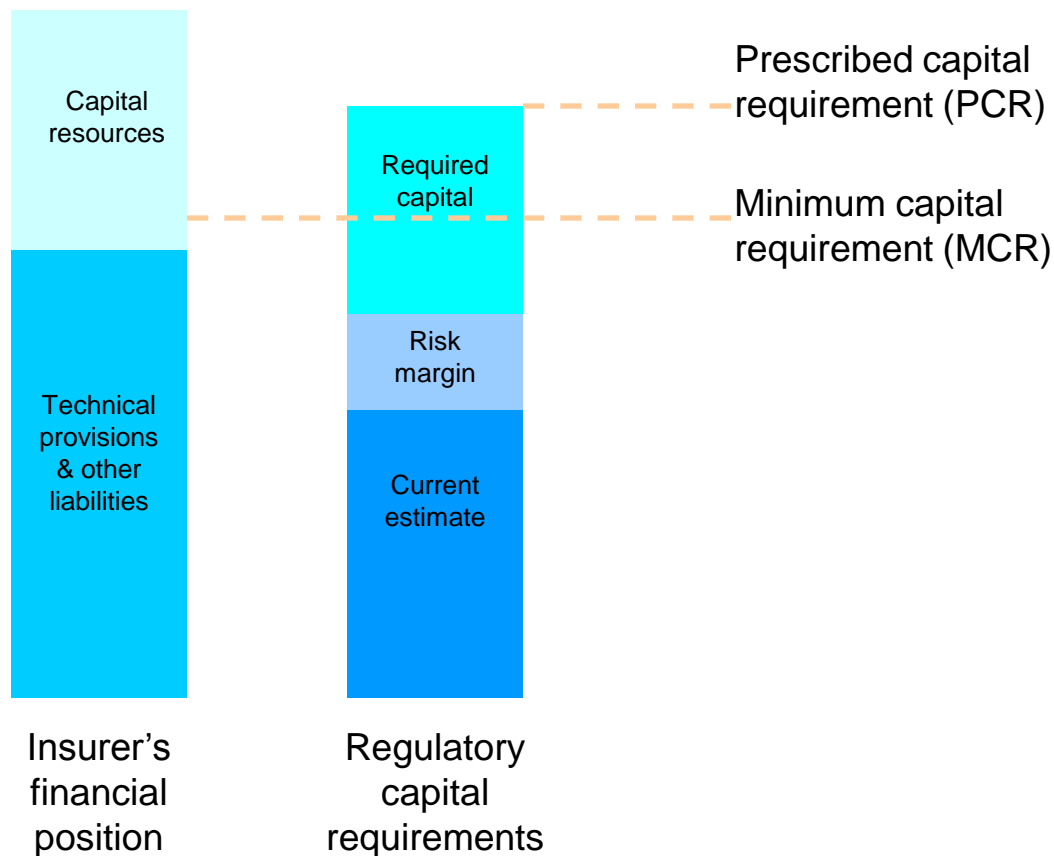 Capital
resources
Technical
provisions
& other
liabilities
Required
capital
Risk
margin
Current
estimate
Prescribed capital
requirement (PCR)
Minimum capital
requirement (MCR)
Insurer’s
financial
position
Regulatory
capital
requirements